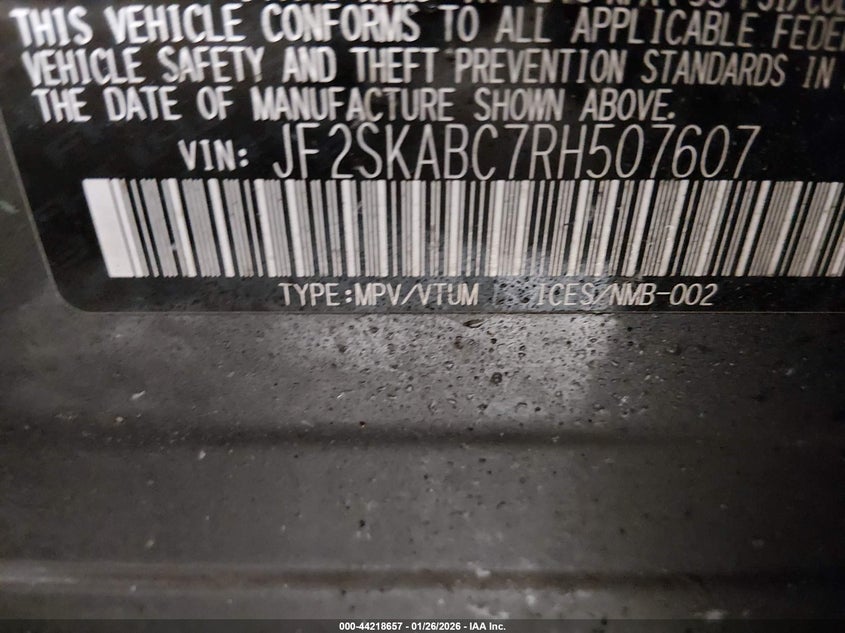 THIS VEHICLE CONFORMS TO ALL APPLICABLE FEDER
VEHICLE SAFETY AND THEFT PREVENTION STANDARDS IN
THE DATE OF MANUFACTURE SHOWN ABOVE.
VIN: JF2SKABC7RH507607
TYPE:MPV/VTUM ICES/NMB-002
000-44218657 - 01/26/2026 - IAA Inc.